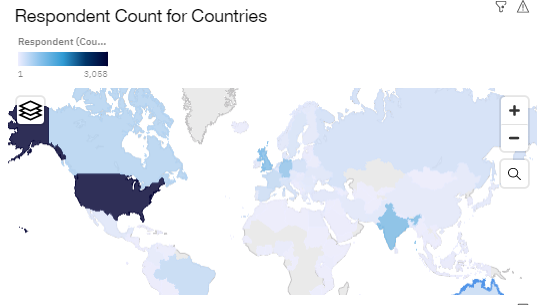 Respondent Count for Countries
Respondent (Cou...
1 3,058
+
−